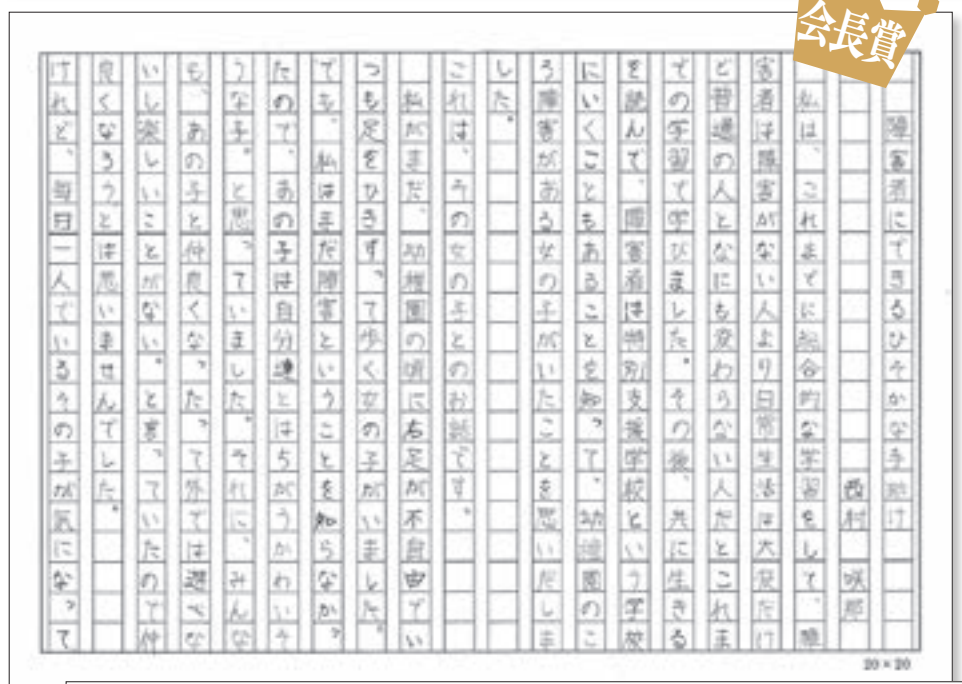 会長賞
障害者にできるひそかな手助け
西村 咲那
私は、これまでに総合的な学習をして、障
害者は障害がない人より日常生活は大変だけ
ど普通の人となにも変わらない人だとこれま
での学習で学びました。その後、共に生きる
を読んで、障害者は特別支援学校という学校
にいくこともあることを知って、幼稚園のこ
ろ障害がある女の子がいたことを思いだしま
した。
これは、その女の子とのお話です。
私がまだ、幼稚園の頃に右足が不自由でい
つも足をひきずって歩く女の子がいました。
でも、私はまだ障害ということを知らなかっ
たので、あの子は自分達とはちがうかわいそ
うな子。と思っていました。それに、みんな
も、あの子と仲良くなったって外では遊べな
いし楽しいことがない。と言っていたので仲
良くなろうとは思いませんでした。
けれど、毎日一人でいるその子が気になって
20×20